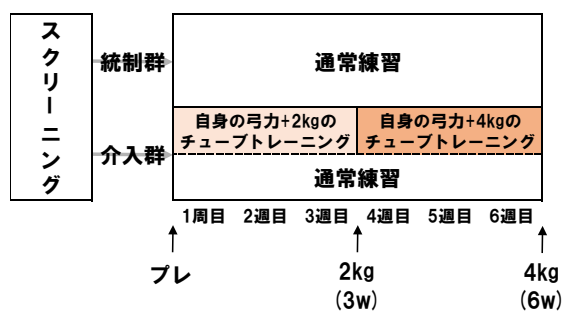 スクリーニング
統制群
通常練習
自身の弓力+2kgの
チューブトレーニング
自身の弓力+4kgの
チューブトレーニング
介入群
通常練習
1周目 2週目 3週目 4週目 5週目 6週目
プレ
2kg
(3w)
4kg
(6w)